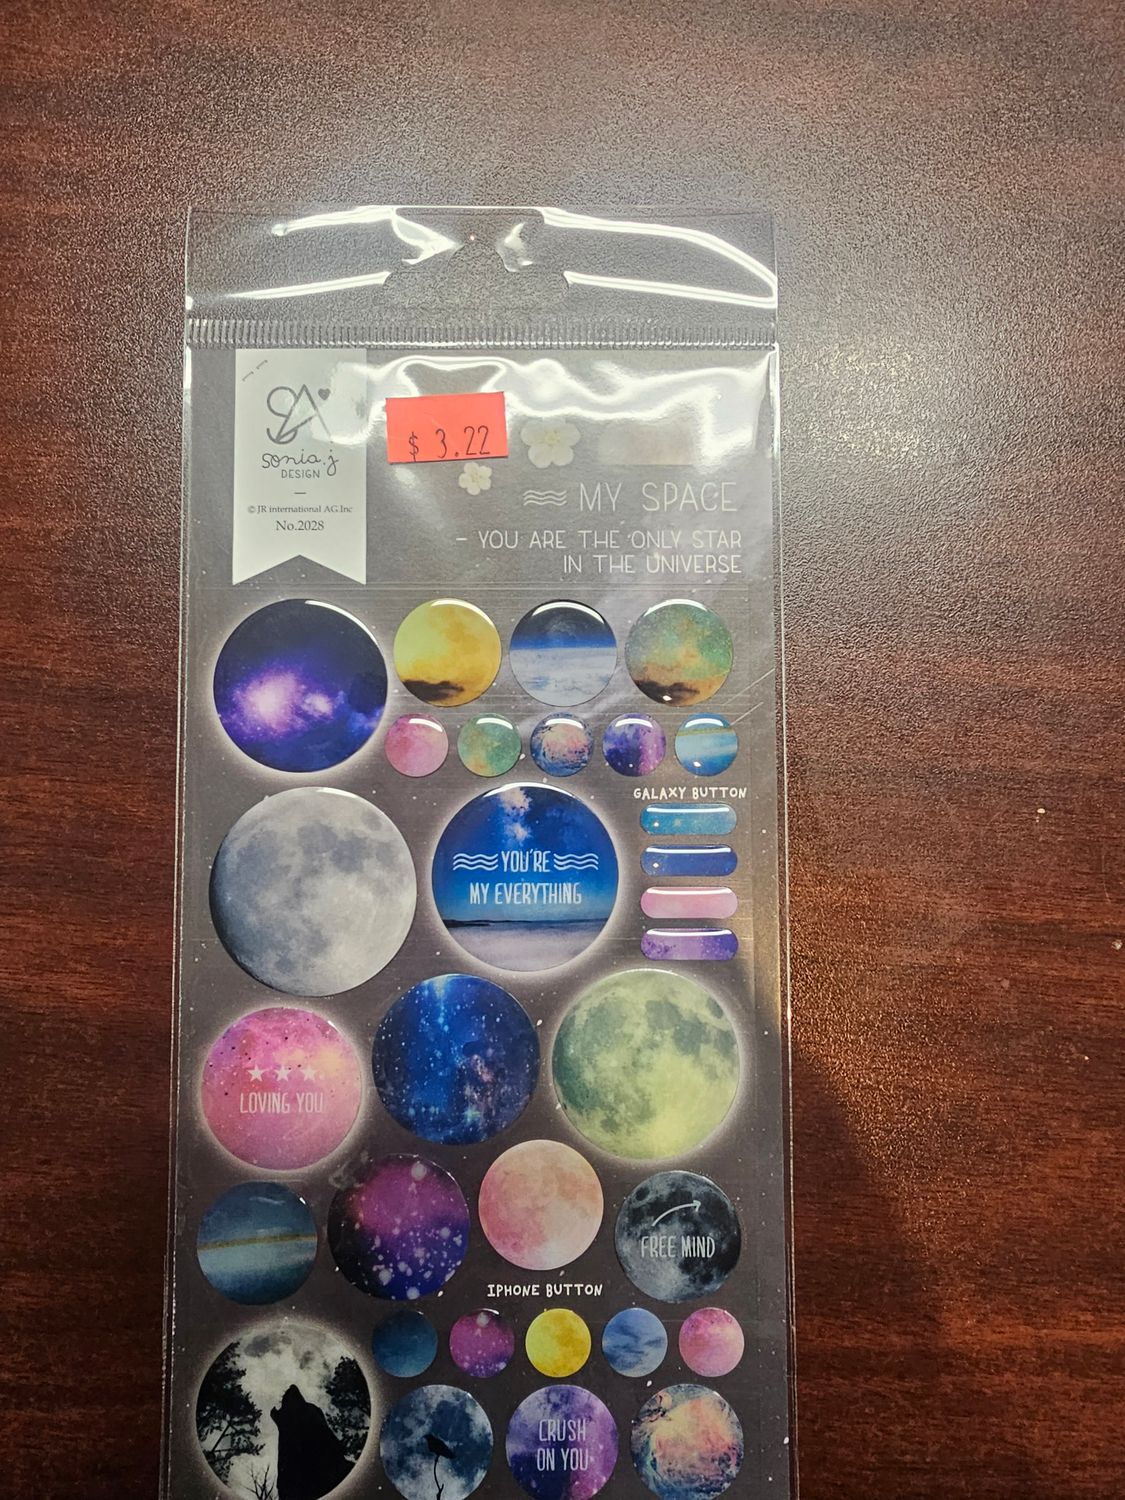 sonia.j
DESIGN
© JR international AG.Inc
No.2028
$ 3.22
MY SPACE
- YOU ARE THE ONLY STAR
IN THE UNIVERSE
GALAXY BUTTON
YOU'RE
MY EVERYTHING
LOVING YOU
FREE MIND
IPHONE BUTTON
CRUSH
ON YOU